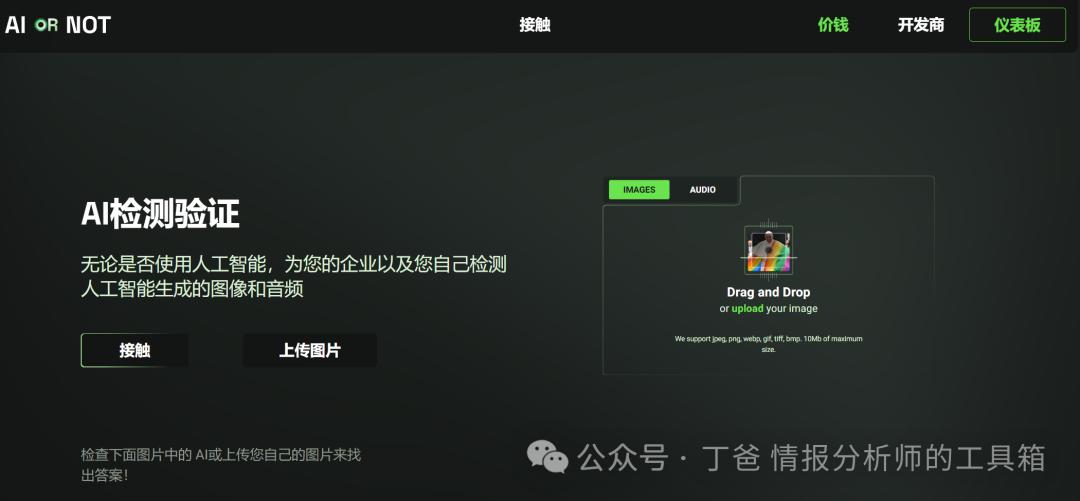 AI OR NOT
接触
价钱
开发商
仪表板
AI检测验证
无论是否使用人工智能，为您的企业以及您自己检测
人工智能生成的图像和音频
接触
上传图片
检查下面图片中的 AI或上传您自己的图片来找
出答案！
IMAGES
AUDIO
Drag and Drop
or upload your image
We support jpeg, png, webp, gif, tiff, bmp. 10Mb of maximum
size.
公众号 · 丁爸 情报分析师的工具箱